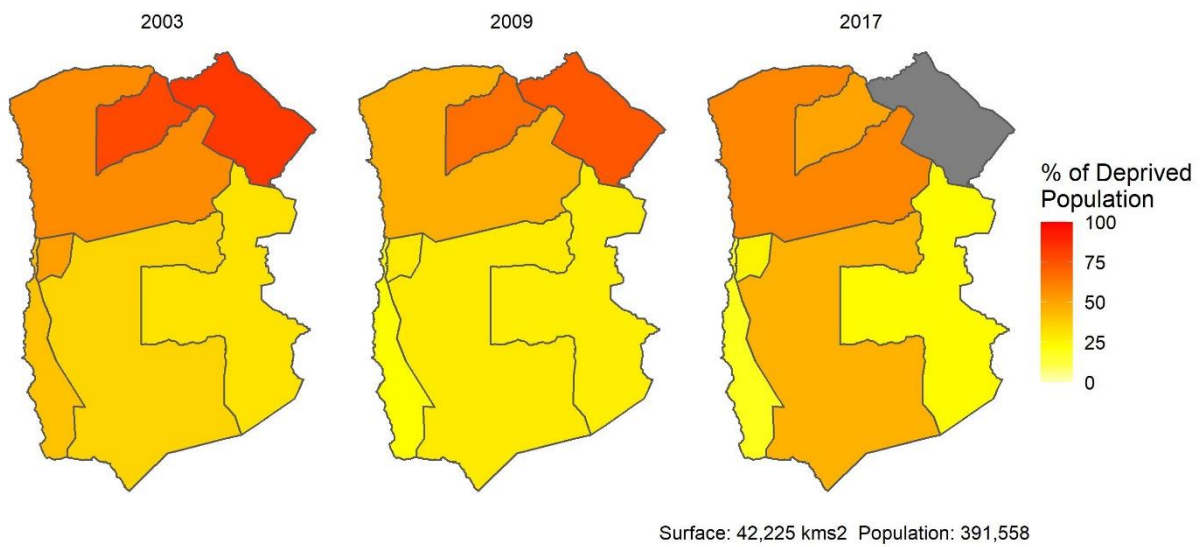 2003
2009
2017
% of Deprived
Population
100
75
50
25
0
Surface: 42,225 kms2 Population: 391,558